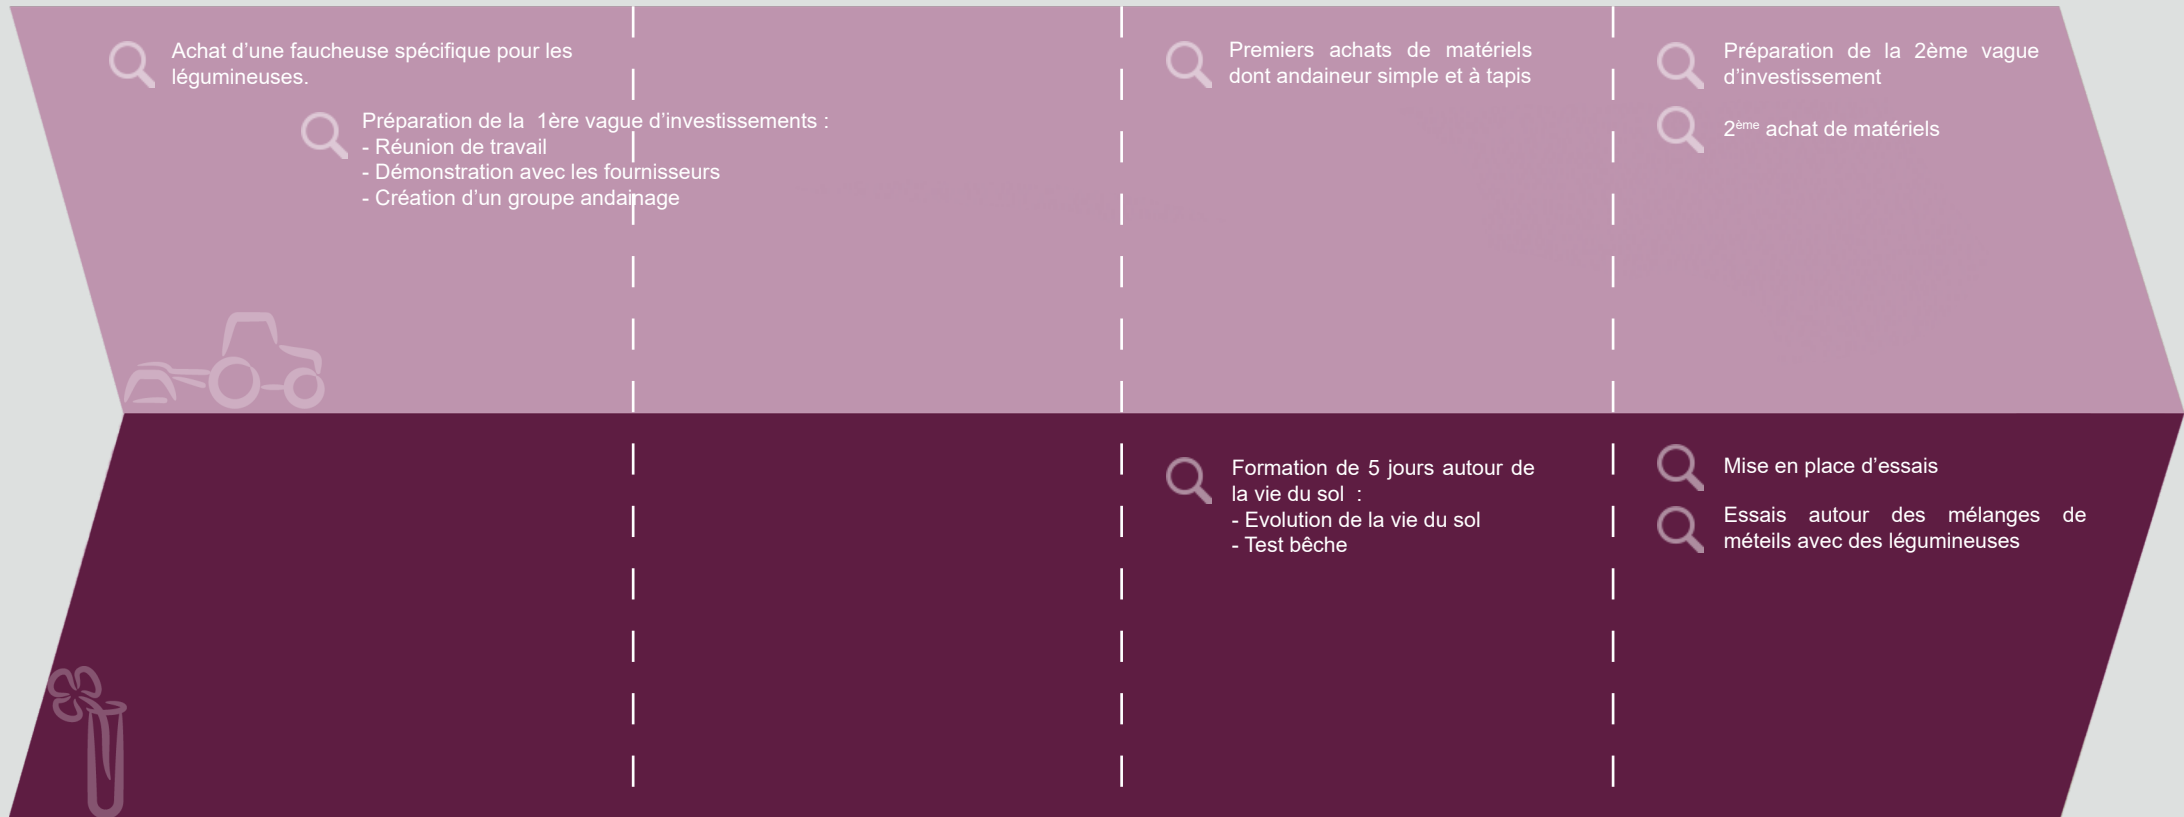 Achat d’une faucheuse spécifique pour les
légumineuses.
Préparation de la  1ère vague d’investissements :
- Réunion de travail
- Démonstration avec les fournisseurs
- Création d’un groupe andainage
Premiers achats de matériels
dont andaineur simple et à tapis
Préparation de la 2ème vague
d’investissement
2ème achat de matériels
Formation de 5 jours autour de
la vie du sol  :
- Evolution de la vie du sol
- Test bêche
Mise en place d’essais
Essais autour des mélanges de
méteils avec des légumineuses